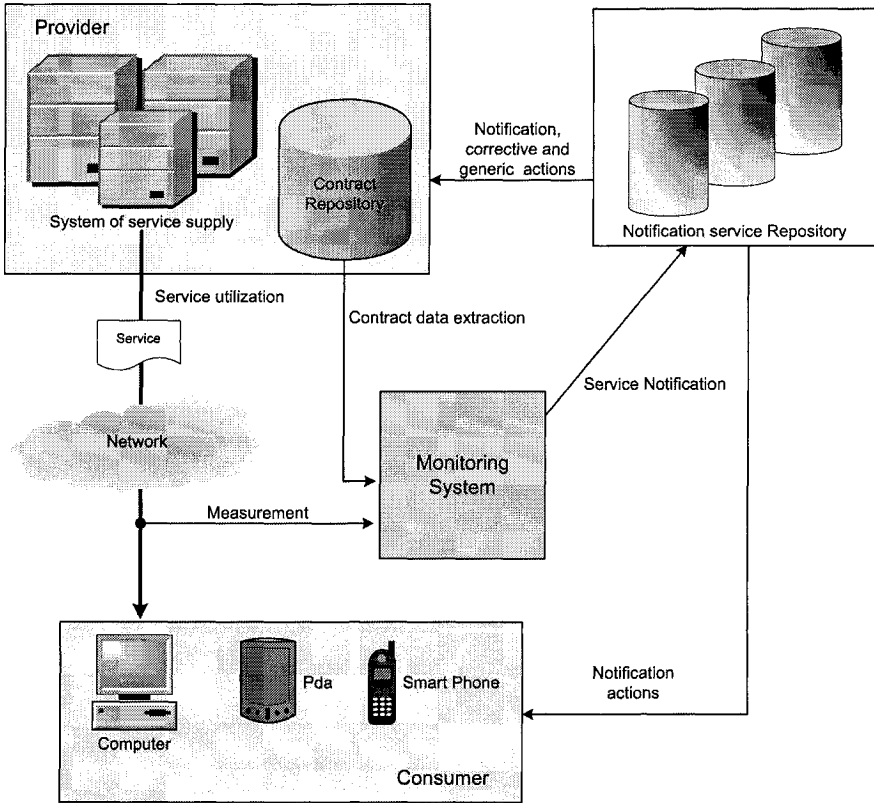 Provider
System of service supply
Contract
Repository
Notification,
corrective and
generic actions
Notification service Repository
Service utilization
Service
Contract data extraction
Service Notification
Network
Monitoring
System
Measurement
Computer
Pda
Smart Phone
Notification
actions
Consumer